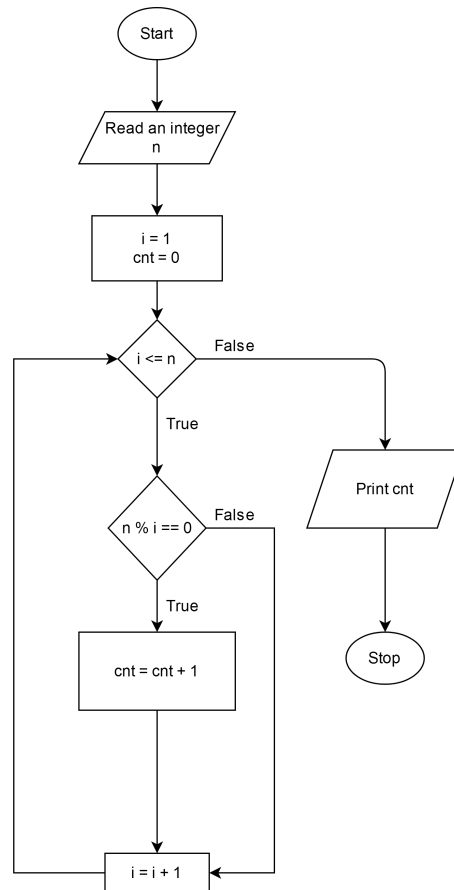 Start
Read an integer
n
i = 1
cnt = 0
i <= n
False
True
n % i == 0
False
Print cnt
True
cnt = cnt + 1
Stop
i = i + 1